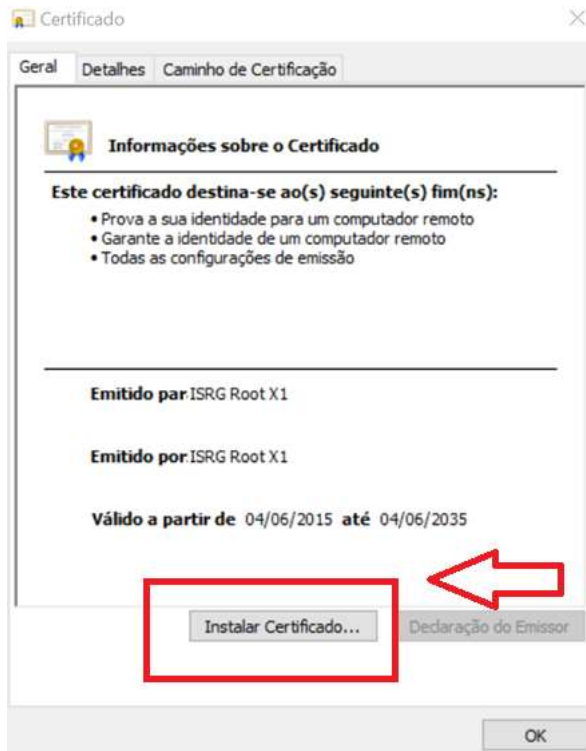 Certificado
Geral Detalhes Caminho de Certificação
Informações sobre o Certificado
Este certificado destina-se ao(s) seguinte(s) fim(ns):
• Prova a sua identidade para um computador remoto
• Garante a identidade de um computador remoto
• Todas as configurações de emissão
Emitido par ISRG Root X1
Emitido por ISRG Root X1
Válido a partir de 04/06/2015 até 04/06/2035
Instalar Certificado... Declaração do Emissor
OK